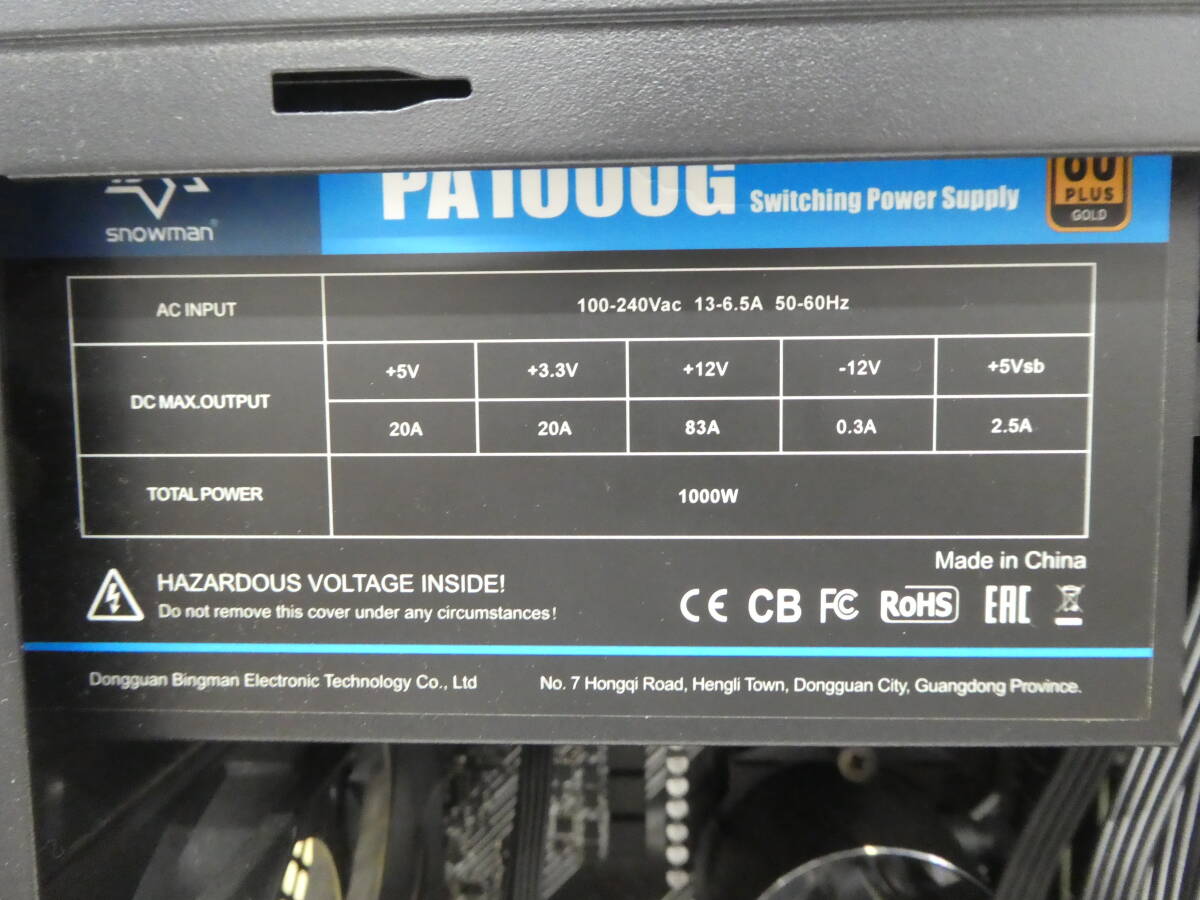 snowman®
PA1000G Switching Power Supply
80
PLUS
GOLD
AC INPUT 100-240Vac 13-6.5A 50-60Hz
DC MAX.OUTPUT +5V +3.3V +12V -12V +5Vsb
20A 20A 83A 0.3A 2.5A
TOTAL POWER 1000W
Made in China
HAZARDOUS VOLTAGE INSIDE!
Do not remove this cover under any circumstances!
CE CB FC RoHS EAC
Dongguan Bingman Electronic Technology Co., Ltd No. 7 Hongqi Road, Hengli Town, Dongguan City, Guangdong Province.